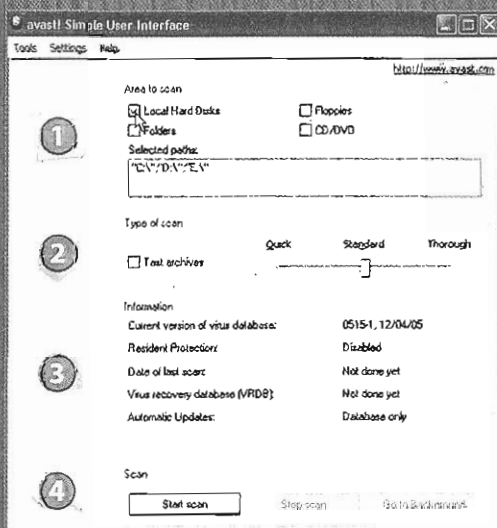 avast! Simple User Interface
Tools Settings Help
http://www.avast.com
Area to scan
Local Hard Disks Floppies
Folders CD/DVD
Selected paths:
"C:\";"D:\";"E:\"
1
Type of scan
Quick Standard Thorough
2
Test archives
Information
Current version of virus database: 0515-1, 12/04/05
Resident Protection: Disabled
3
Date of last scan: Not done yet
Virus recovery database (VRDB): Not done yet
Automatic Updates: Database only
Scan
4
Start scan Stop scan Go to Background